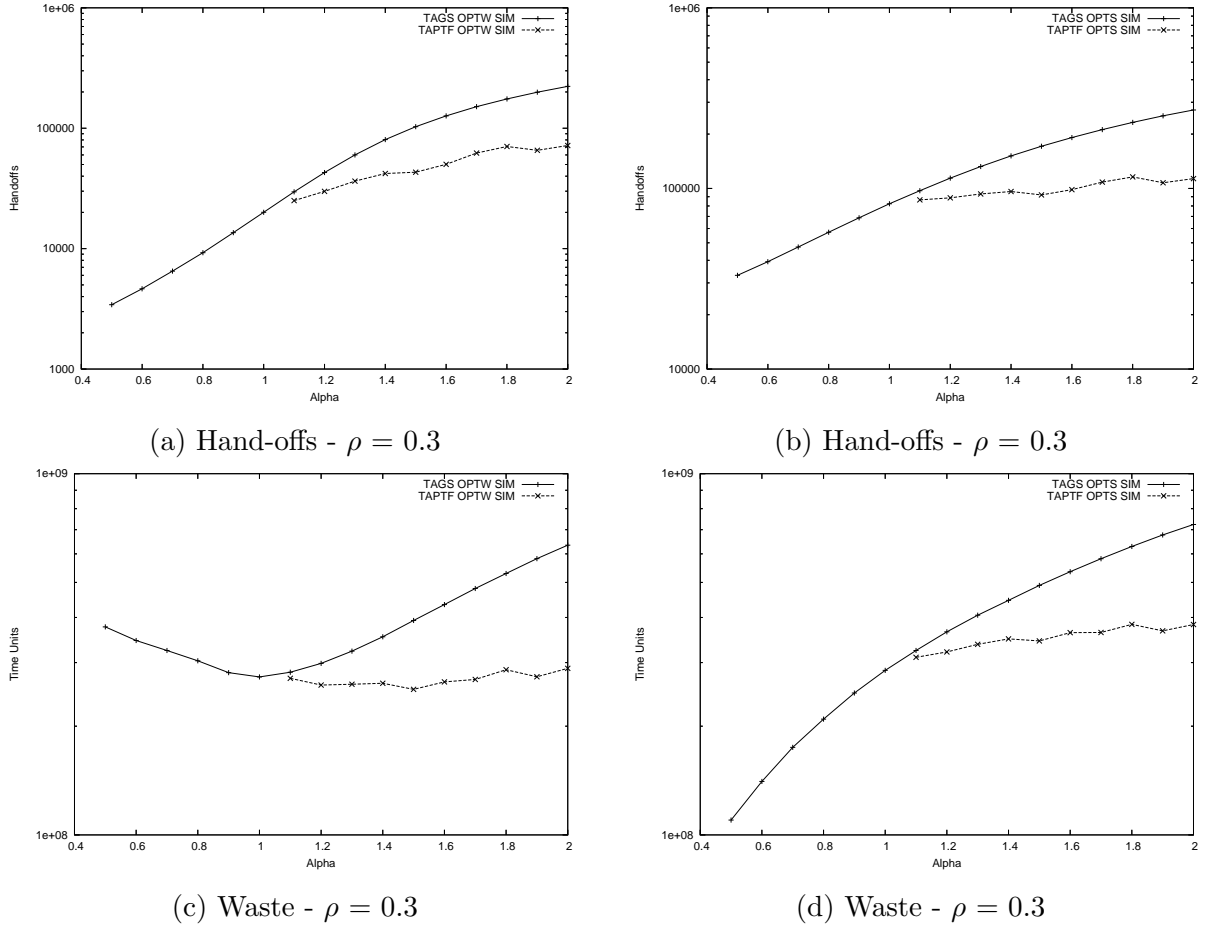 1e+06
TAGS OPTW SIM
TAPTF OPTW SIM
100000
Handoffs
10000
1000
0.4 0.6 0.8 1 1.2 1.4 1.6 1.8 2
Alpha
(a) Hand-offs - ρ = 0.3
1e+06
TAGS OPTS SIM
TAPTF OPTS SIM
Handoffs
100000
10000
0.4 0.6 0.8 1 1.2 1.4 1.6 1.8 2
Alpha
(b) Hand-offs - ρ = 0.3
1e+09
TAGS OPTW SIM
TAPTF OPTW SIM
Time Units
1e+08
0.4 0.6 0.8 1 1.2 1.4 1.6 1.8 2
Alpha
(c) Waste - ρ = 0.3
1e+09
TAGS OPTS SIM
TAPTF OPTS SIM
Time Units
1e+08
0.4 0.6 0.8 1 1.2 1.4 1.6 1.8 2
Alpha
(d) Waste - ρ = 0.3